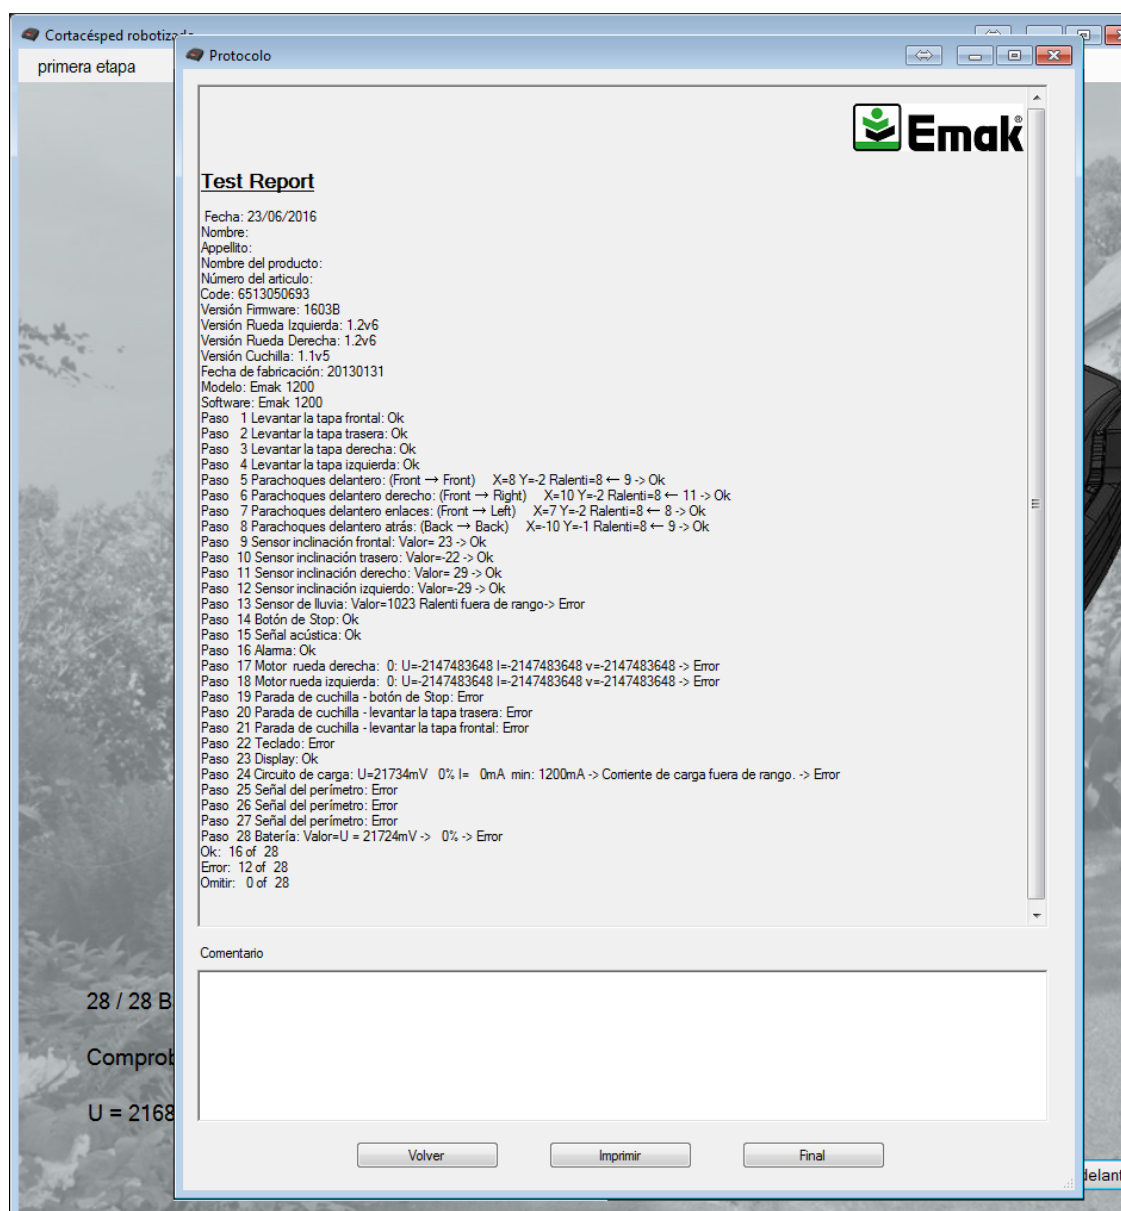 Cortacésped robotizado
primera etapa
Protocolo
Emak
Test Report
Fecha: 23/06/2016
Nombre:
Appellito:
Nombre del producto:
Número del articulo:
Code: 6513050693
Versión Firmware: 1603B
Versión Rueda Izquierda: 1.2v6
Versión Rueda Derecha: 1.2v6
Versión Cuchilla: 1.1v5
Fecha de fabricación: 20130131
Modelo: Emak 1200
Software: Emak 1200
Paso 1 Levantar la tapa frontal: Ok
Paso 2 Levantar la tapa trasera: Ok
Paso 3 Levantar la tapa derecha: Ok
Paso 4 Levantar la tapa izquierda: Ok
Paso 5 Parachoques delantero: (Front → Front) X=8 Y=-2 Ralenti=8 ← 9 -> Ok
Paso 6 Parachoques delantero derecho: (Front → Right) X=10 Y=-2 Ralenti=8 ← 11 -> Ok
Paso 7 Parachoques delantero enlaces: (Front → Left) X=7 Y=-2 Ralenti=8 ← 8 -> Ok
Paso 8 Parachoques delantero atrás: (Back → Back) X=-10 Y=-1 Ralenti=8 ← 9 -> Ok
Paso 9 Sensor inclinación frontal: Valor= 23 -> Ok
Paso 10 Sensor inclinación trasero: Valor=-22 -> Ok
Paso 11 Sensor inclinación derecho: Valor= 29 -> Ok
Paso 12 Sensor inclinación izquierdo: Valor=-29 -> Ok
Paso 13 Sensor de lluvia: Valor=1023 Ralenti fuera de rango-> Error
Paso 14 Botón de Stop: Ok
Paso 15 Señal acústica: Ok
Paso 16 Alarma: Ok
Paso 17 Motor rueda derecha: 0: U=-2147483648 I=-2147483648 v=-2147483648 -> Error
Paso 18 Motor rueda izquierda: 0: U=-2147483648 I=-2147483648 v=-2147483648 -> Error
Paso 19 Parada de cuchilla - botón de Stop: Error
Paso 20 Parada de cuchilla - levantar la tapa trasera: Error
Paso 21 Parada de cuchilla - levantar la tapa frontal: Error
Paso 22 Teclado: Error
Paso 23 Display: Ok
Paso 24 Circuito de carga: U=21734mV 0% I= 0mA min: 1200mA -> Corriente de carga fuera de rango. -> Error
Paso 25 Señal del perímetro: Error
Paso 26 Señal del perímetro: Error
Paso 27 Señal del perímetro: Error
Paso 28 Batería: Valor=U = 21724mV -> 0% -> Error
Ok: 16 of 28
Error: 12 of 28
Omitir: 0 of 28
Comentario
28 / 28 B
Comprob
U = 2168
Volver Imprimir Final